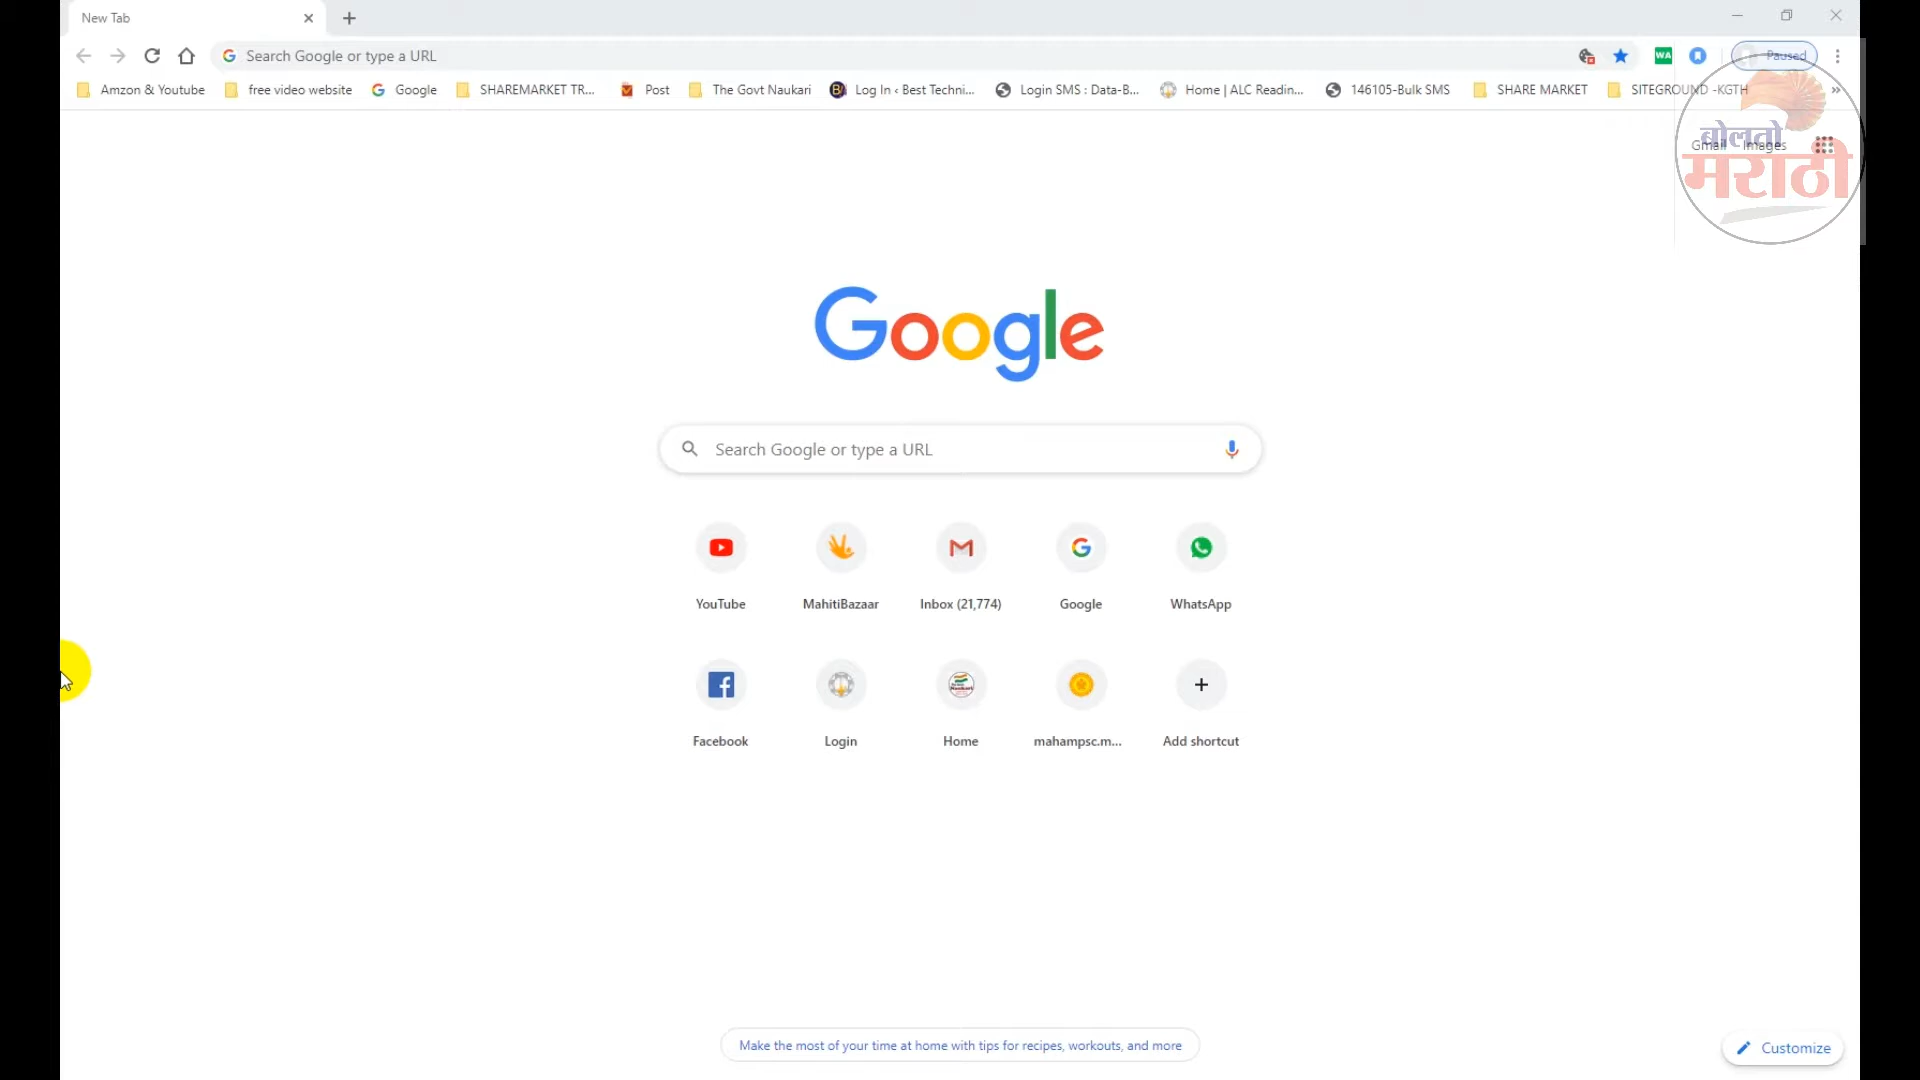 New Tab
Search Google or type a URL
Paused
Amzon & Youtube
free video website
Google
SHAREMARKET TR...
Post
The Govt Naukari
Log In ‹ Best Techni...
Login SMS : Data-B...
Home | ALC Readin...
146105-Bulk SMS
SHARE MARKET
SITEGROUND -KGTH
WA
Gmail
Images
बोलतो
मराठी
Google
Search Google or type a URL
YouTube
MahitiBazaar
Inbox (21,774)
Google
WhatsApp
Facebook
Login
Home
mahampsc.m...
Add shortcut
Make the most of your time at home with tips for recipes, workouts, and more
Customize